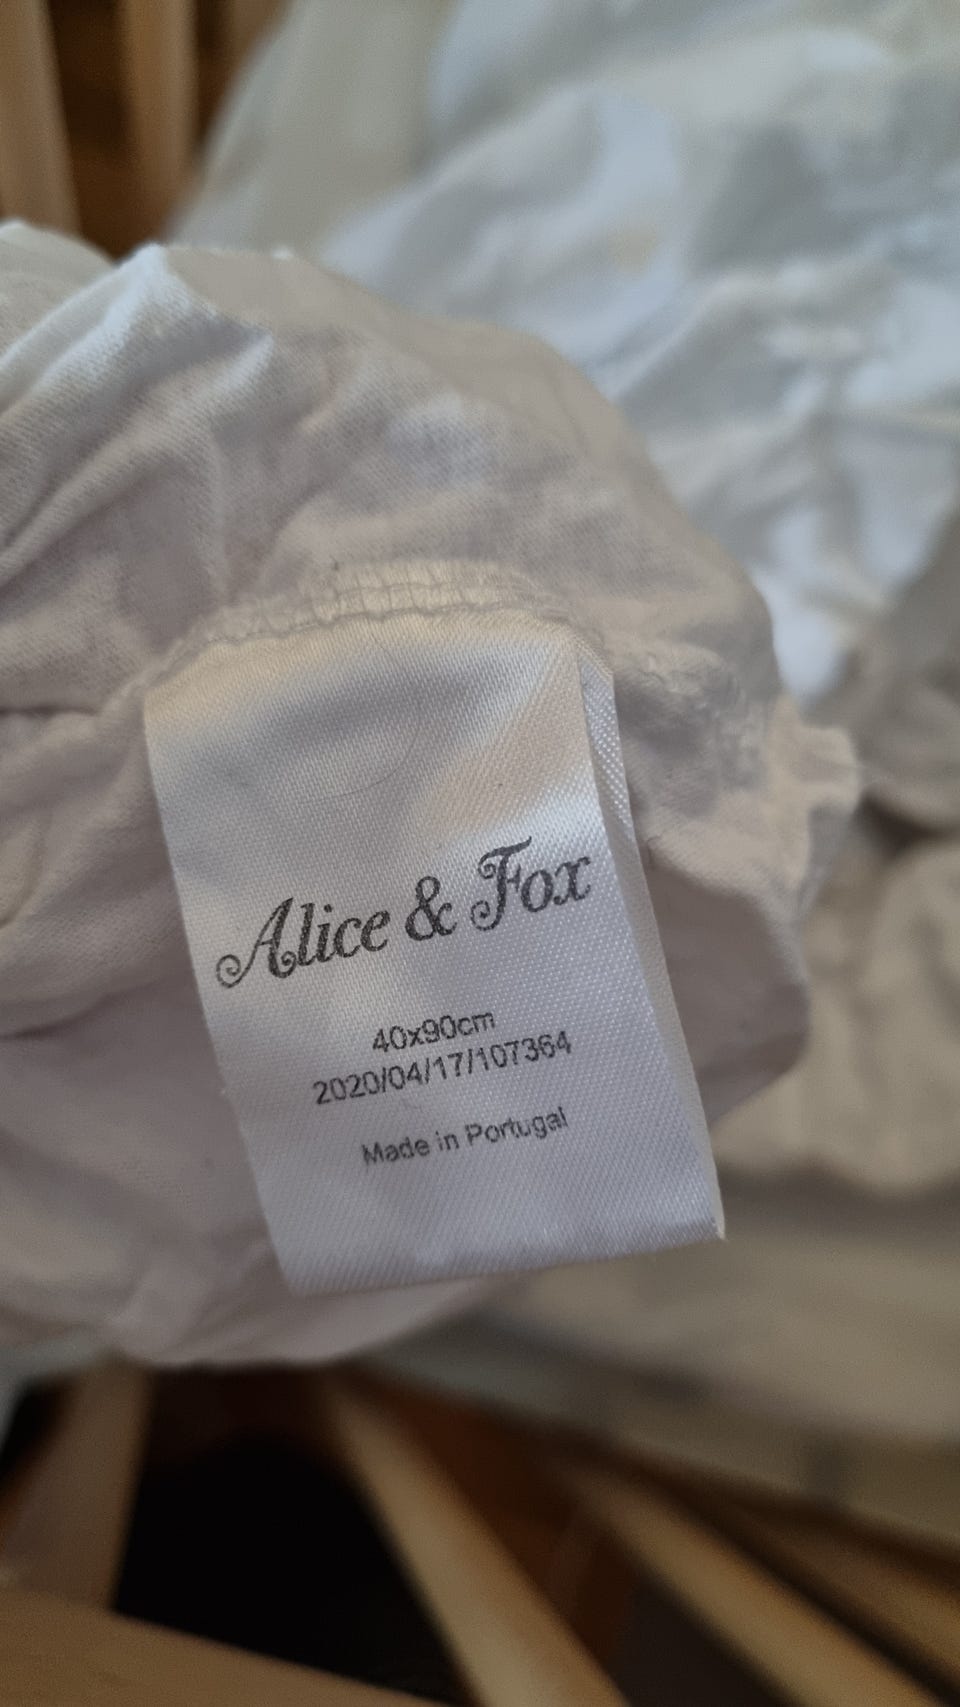 Alice & Fox
40x90cm
2020/04/17/107364
Made in Portugal